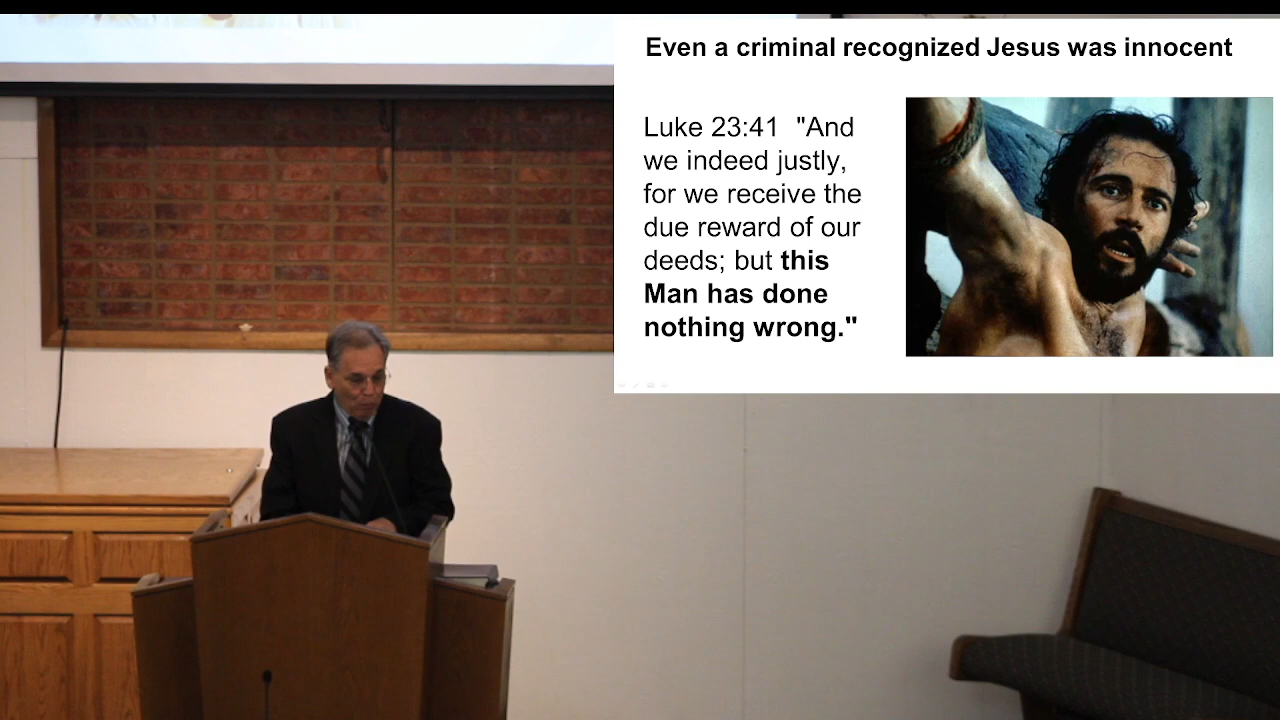 Even a criminal recognized Jesus was innocent
Luke 23:41  "And
we indeed justly,
for we receive the
due reward of our
deeds; but this
Man has done
nothing wrong."